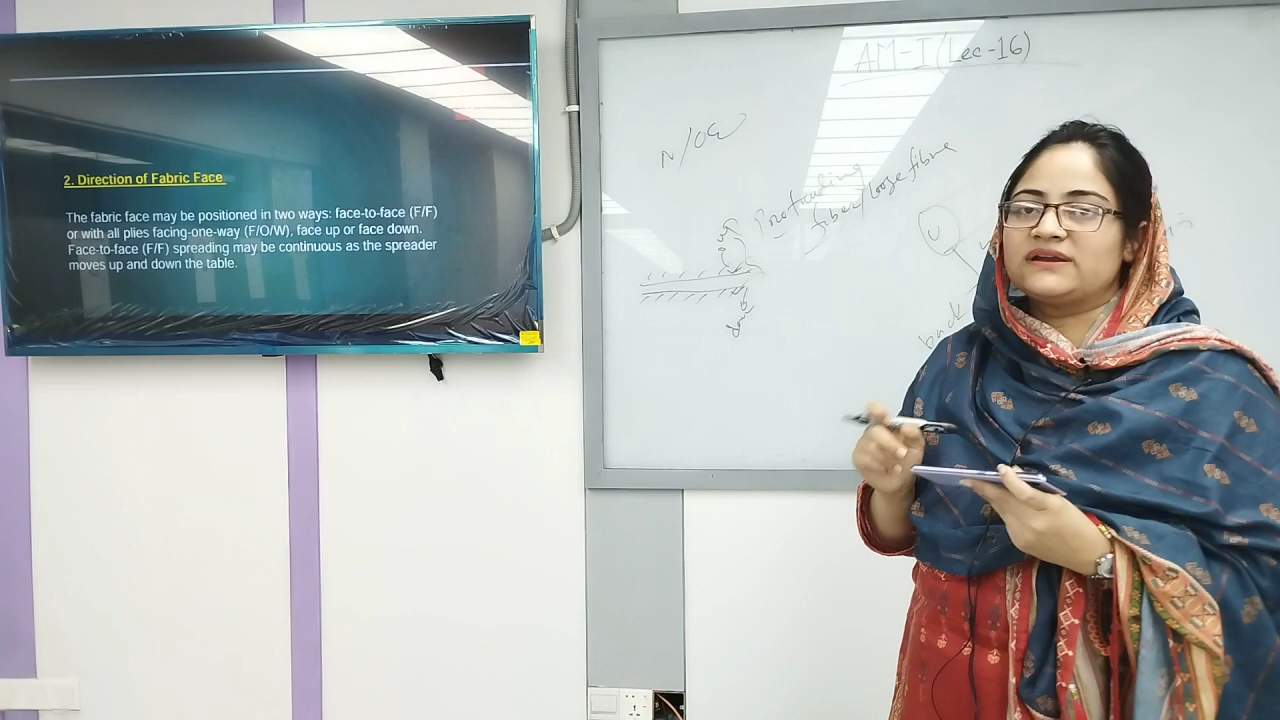 2. Direction of Fabric Face
The fabric face may be positioned in two ways: face-to-face (F/F)
or with all plies facing-one-way (F/O/W), face up or face down.
Face-to-face (F/F) spreading may be continuous as the spreader
moves up and down the table.
AM-I (Lec-16)
N/OW
Protruding
fiber/loose fibre
back